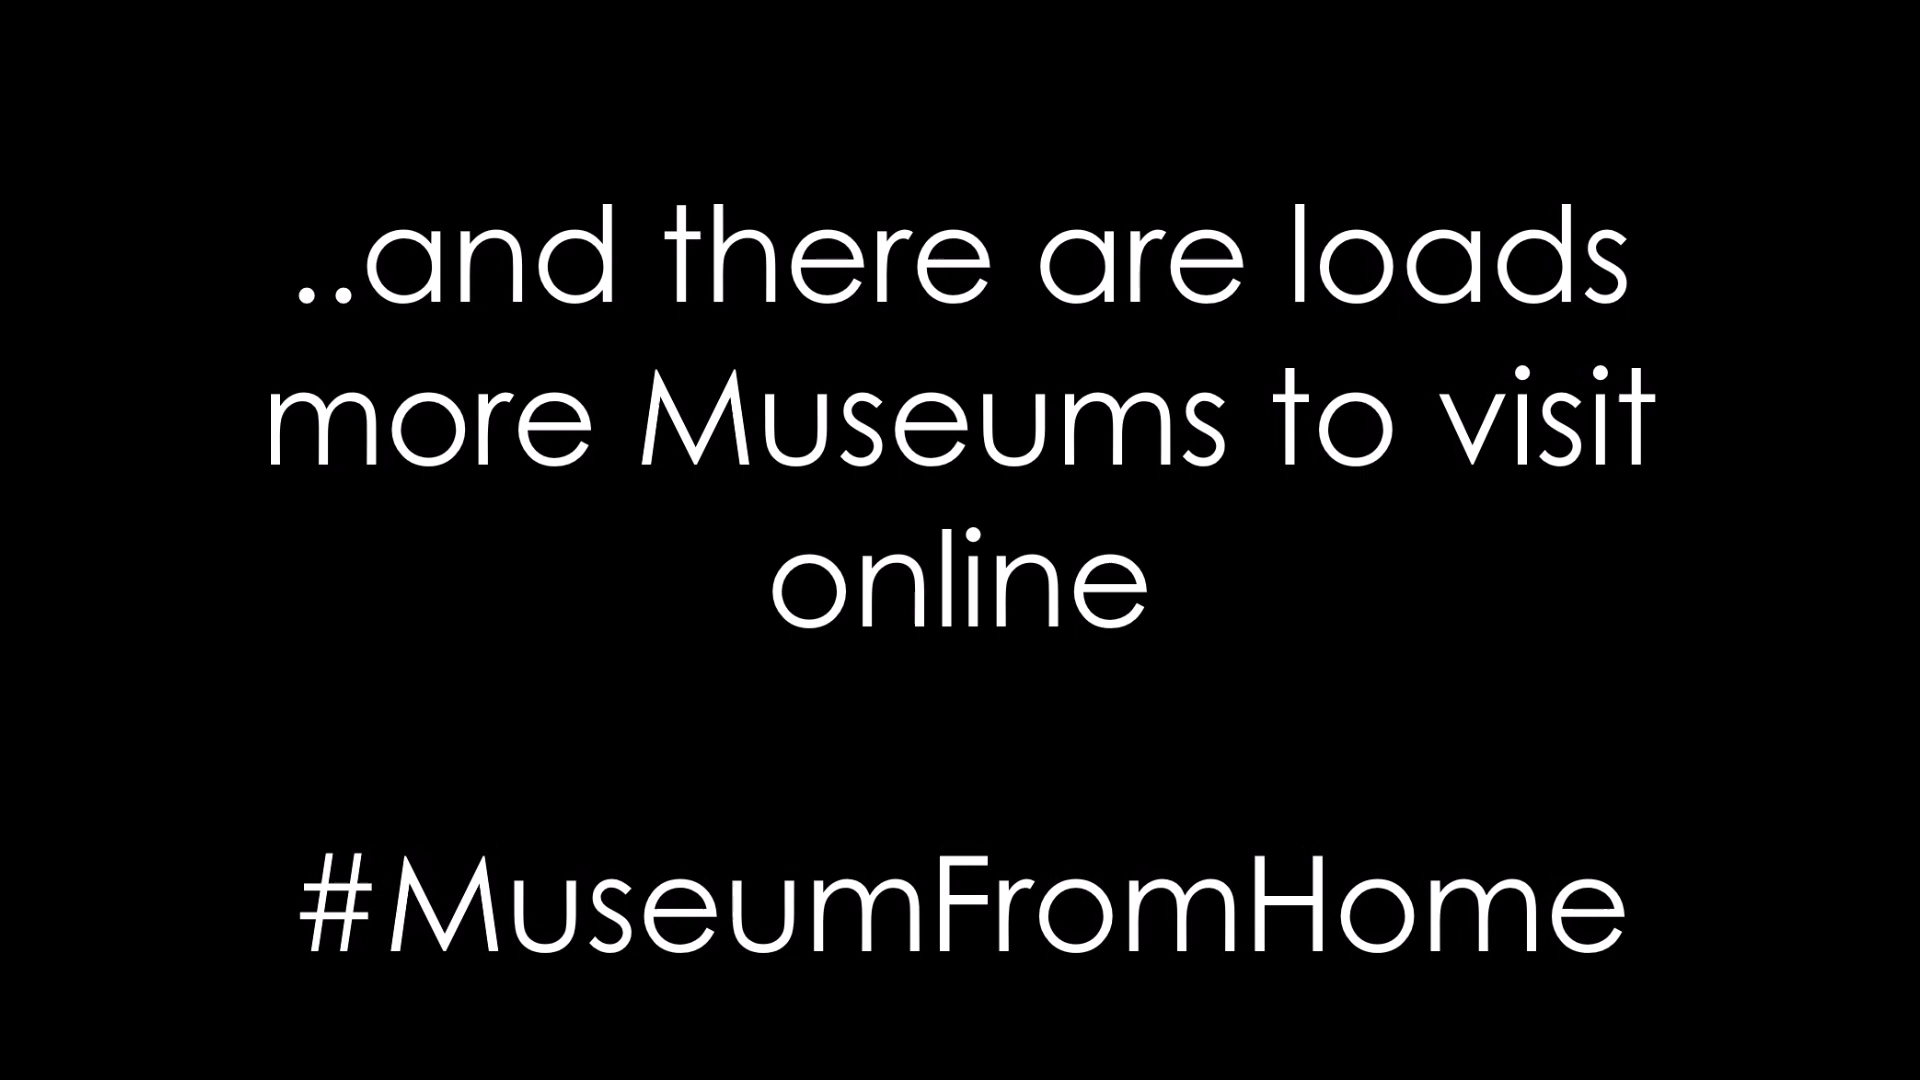 ..and there are loads
more Museums to visit
online
#MuseumFromHome